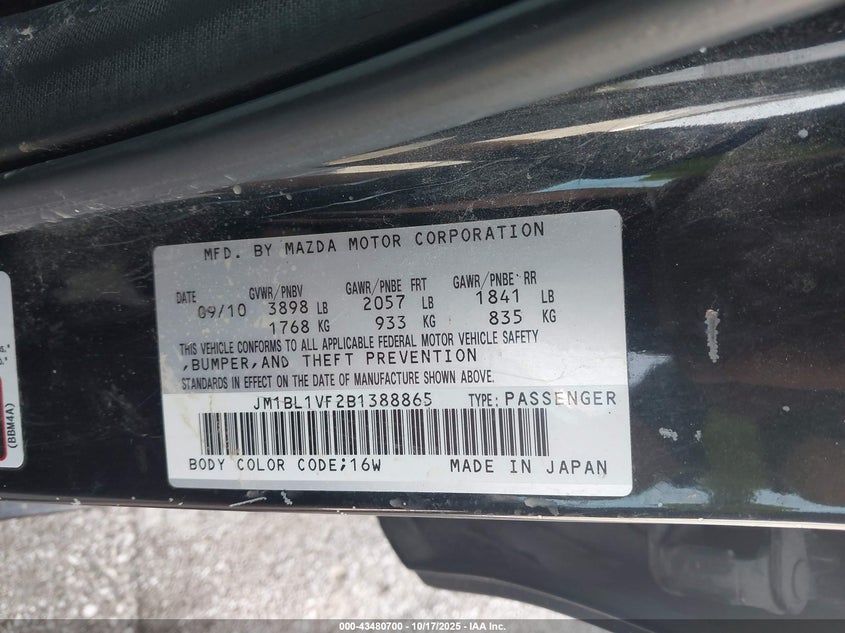 MFD. BY MAZDA MOTOR CORPORATION
DATE GVWR/PNBV GAWR/PNBE FRT GAWR/PNBE RR
09/10 3898 LB 2057 LB 1841 LB
1768 KG 933 KG 835 KG
THIS VEHICLE CONFORMS TO ALL APPLICABLE FEDERAL MOTOR VEHICLE SAFETY
,BUMPER,AND THEFT PREVENTION
STANDARDS IN EFFECT ON THE DATE OF MANUFACTURE SHOWN ABOVE.
JM1BL1VF2B1388865 TYPE: PASSENGER
BODY COLOR CODE;16W MADE IN JAPAN
(BBM4A)
000-43480700 - 10/17/2025 - IAA Inc.